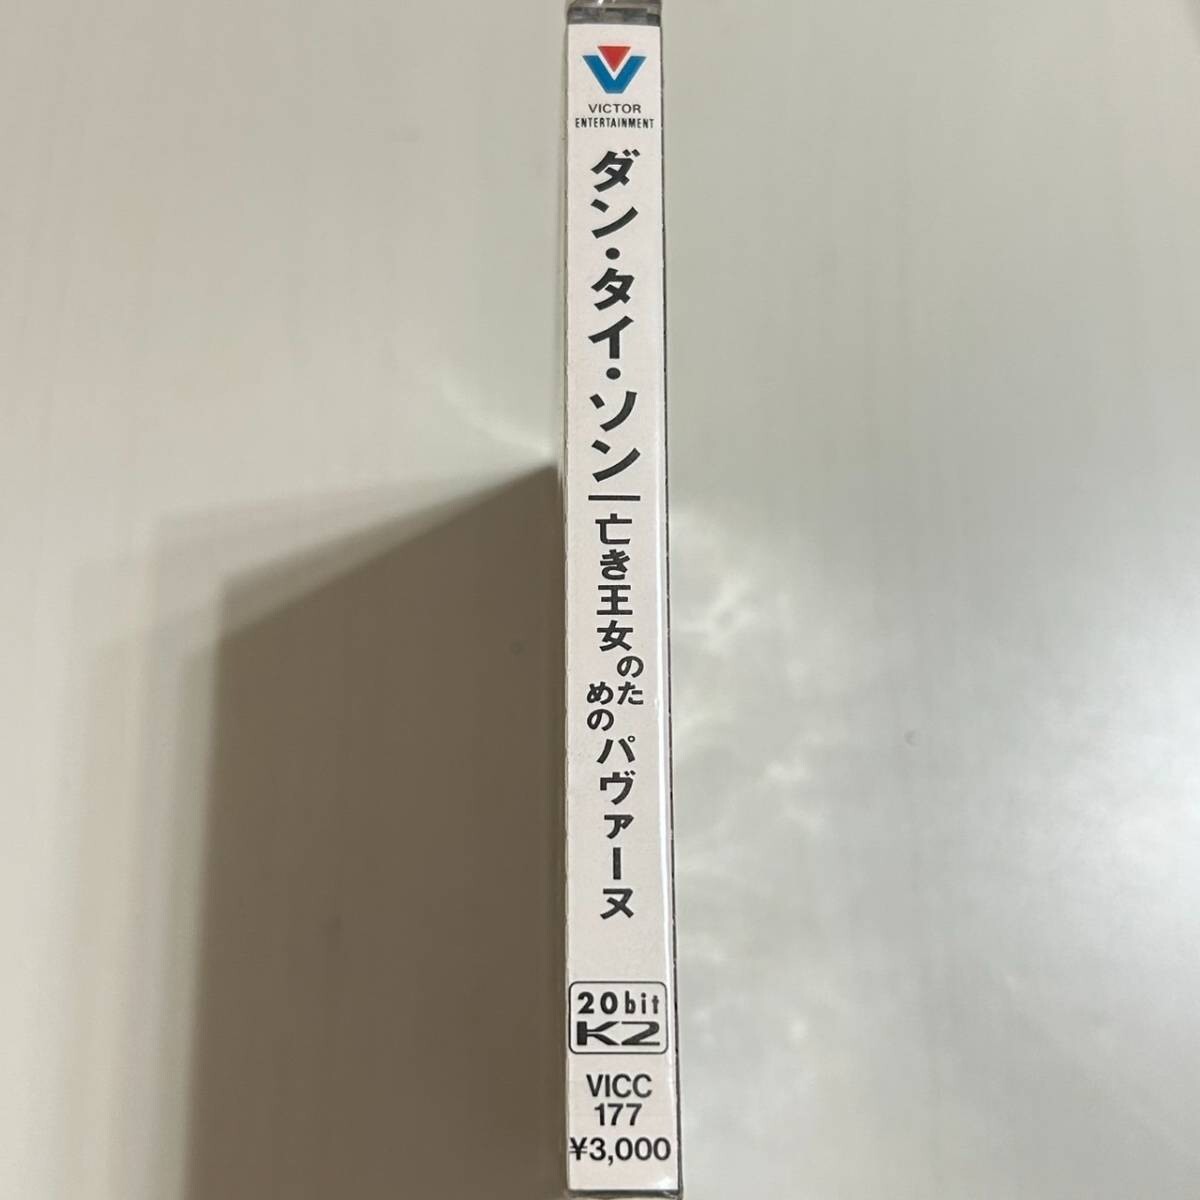 VICTOR
ENTERTAINMENT
ダン・タイ・ソン
亡き王女のためのパヴァーヌ
20bit
K2
VICC
177
¥3,000